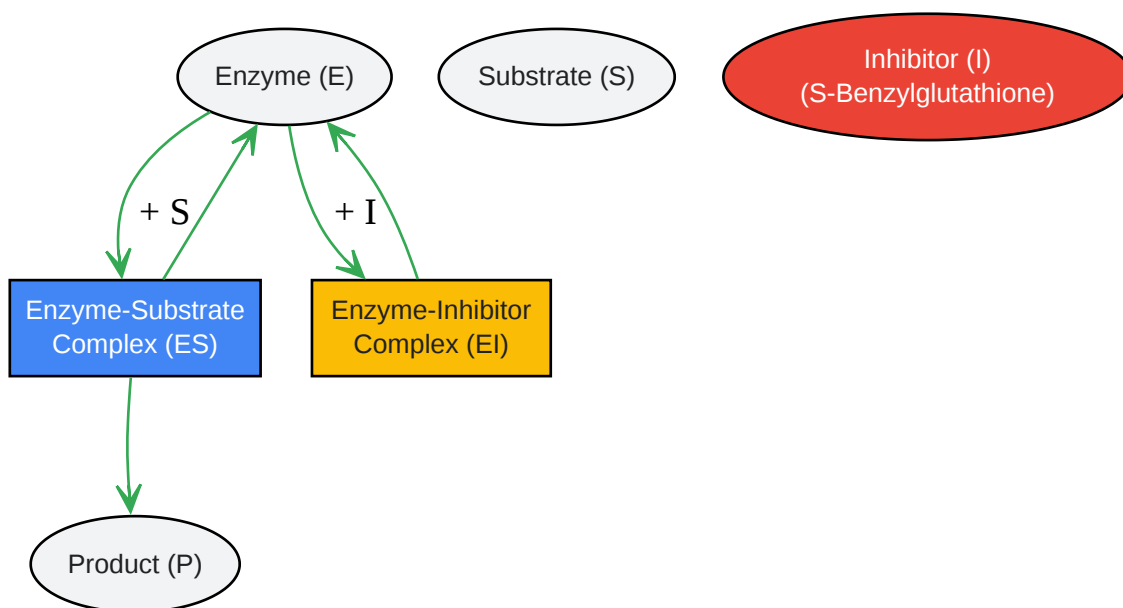 Enzyme (E)
Substrate (S)
Inhibitor (I)
(S-Benzylglutathione)
+ S
+ I
Enzyme-Substrate
Complex (ES)
Enzyme-Inhibitor
Complex (EI)
Product (P)